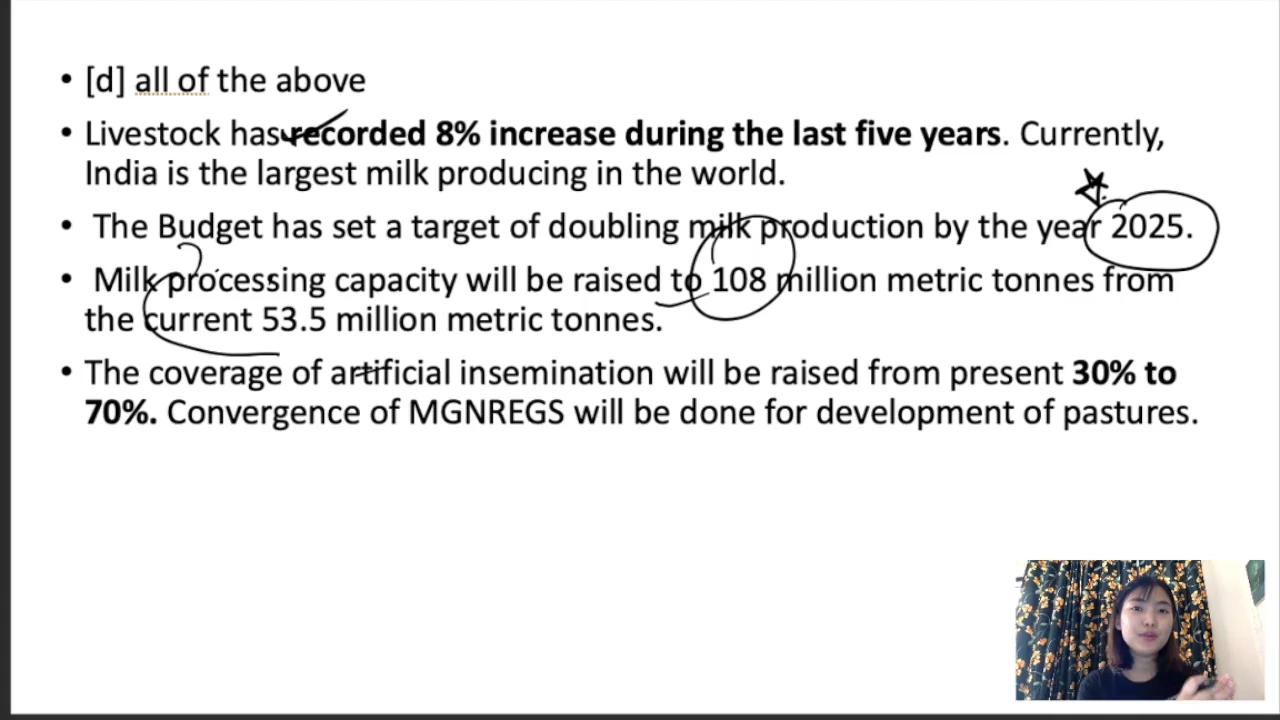 • [d] all of the above
• Livestock has recorded 8% increase during the last five years. Currently,
India is the largest milk producing in the world.
• The Budget has set a target of doubling milk production by the year 2025.
• Milk processing capacity will be raised to 108 million metric tonnes from
the current 53.5 million metric tonnes.
• The coverage of artificial insemination will be raised from present 30% to
70%. Convergence of MGNREGS will be done for development of pastures.